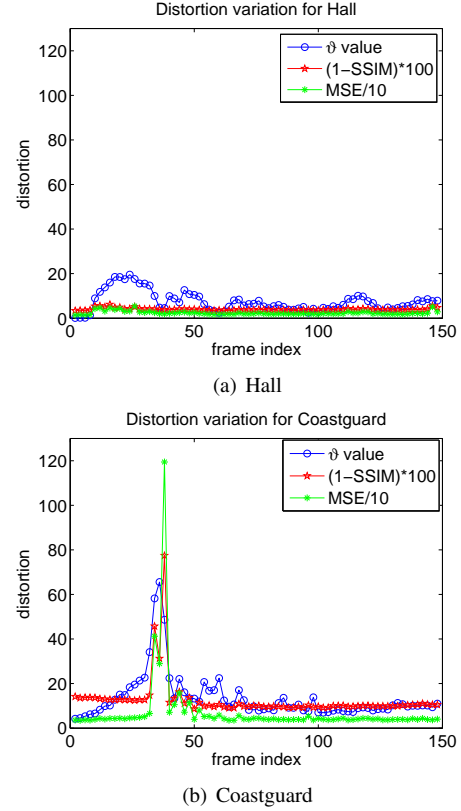 Distortion variation for Hall
120
100
80
60
40
20
0
distortion
ϑ value
(1−SSIM)*100
MSE/10
0
50
100
150
frame index
(a) Hall
Distortion variation for Coastguard
120
100
80
60
40
20
0
distortion
ϑ value
(1−SSIM)*100
MSE/10
0
50
100
150
frame index
(b) Coastguard